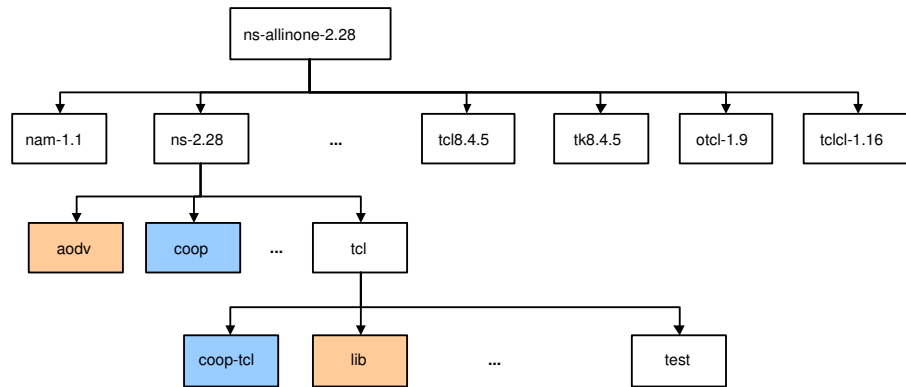 ns-allinone-2.28
nam-1.1 ns-2.28 ... tcl8.4.5 tk8.4.5 otcl-1.9 tclcl-1.16
aodv coop ... tcl
coop-tcl lib ... test